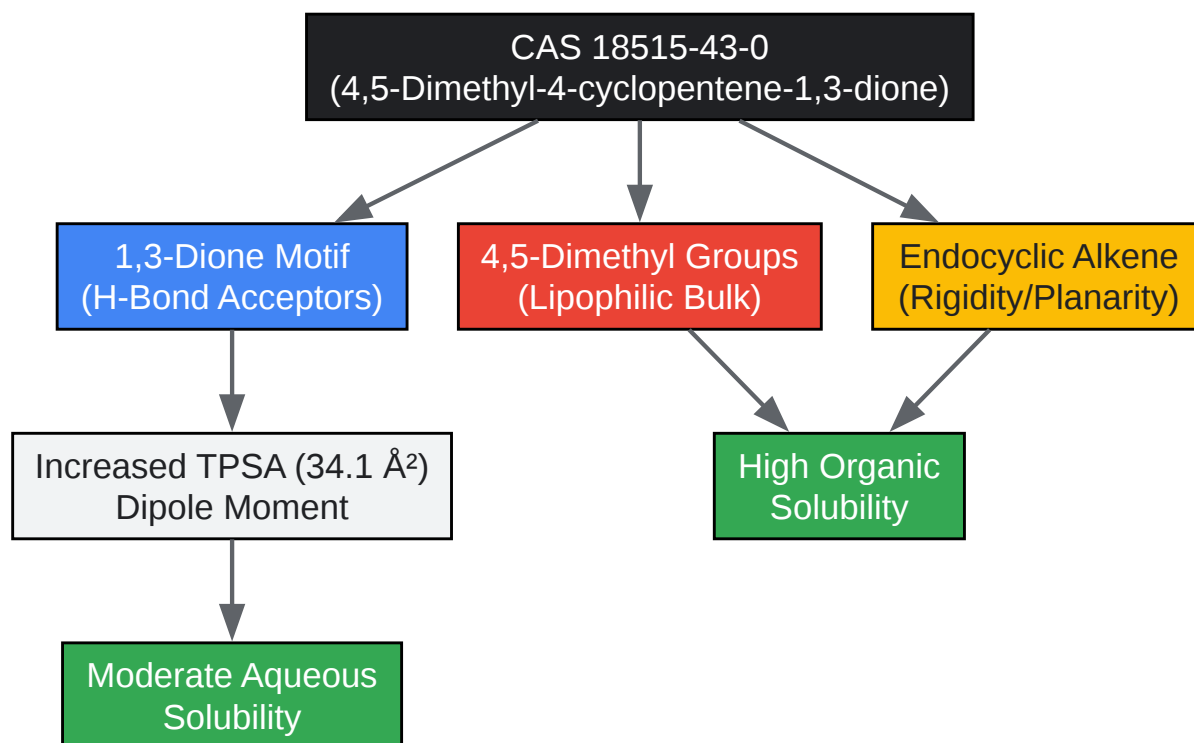 CAS 18515-43-0
(4,5-Dimethyl-4-cyclopentene-1,3-dione)
1,3-Dione Motif
(H-Bond Acceptors)
4,5-Dimethyl Groups
(Lipophilic Bulk)
Endocyclic Alkene
(Rigidity/Planarity)
Increased TPSA (34.1 Å²)
Dipole Moment
High Organic
Solubility
Moderate Aqueous
Solubility